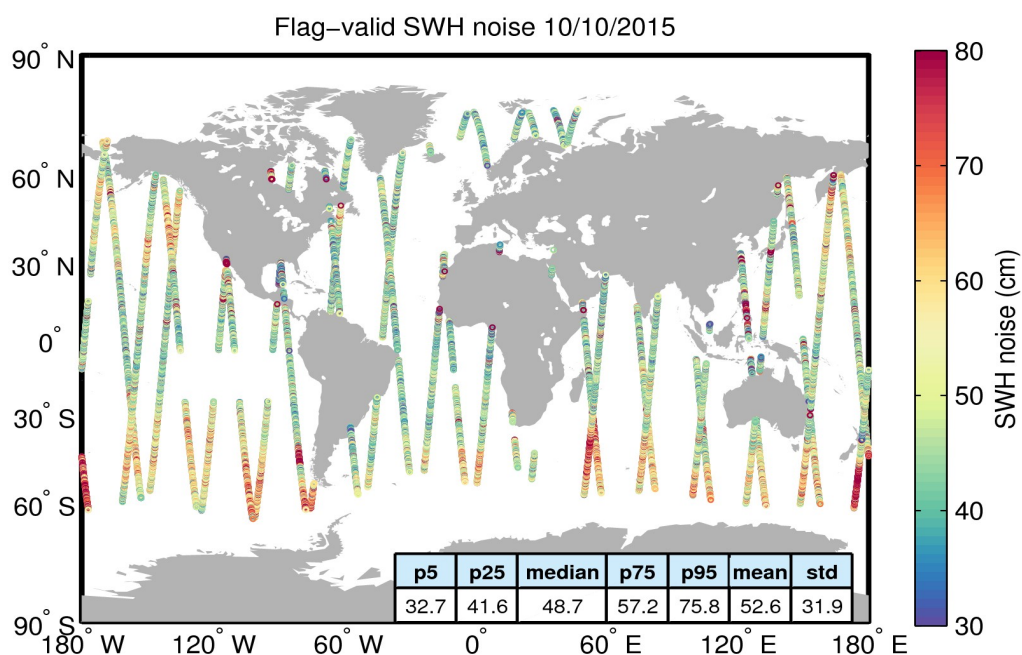 Flag−valid SWH noise 10/10/2015
90° N
60° N
30° N
0°
30° S
60° S
90° S
180° W
120° W
60° W
0°
60° E
120° E
180° E
p5 p25 median p75 p95 mean std
32.7 41.6 48.7 57.2 75.8 52.6 31.9
80
70
60
50
40
30
SWH noise (cm)